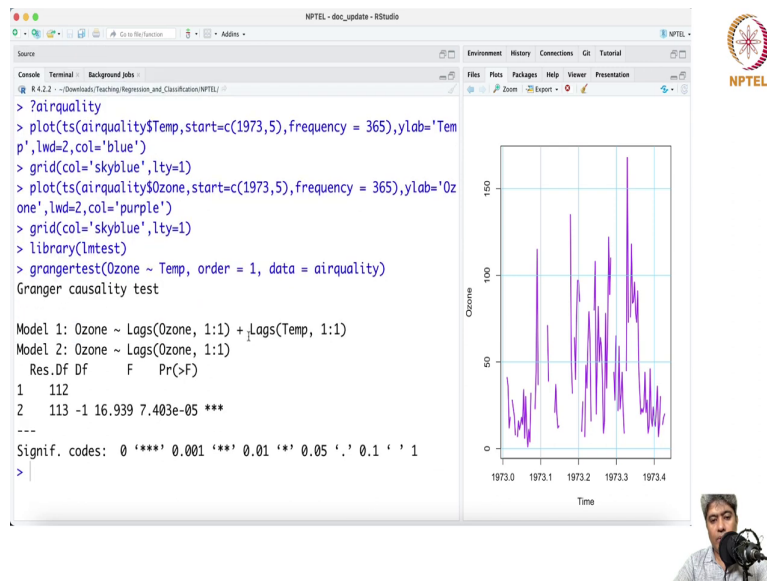 NPTEL - doc_update - RStudio
Go to file/function
Addins
NPTEL
Source
Console Terminal × Background Jobs ×
R 4.2.2 · ~/Downloads/Teaching/Regression_and_Classification/NPTEL/
> ?airquality
> plot(ts(airquality$Temp,start=c(1973,5),frequency = 365),ylab='Tem
p',lwd=2,col='blue')
> grid(col='skyblue',lty=1)
> plot(ts(airquality$Ozone,start=c(1973,5),frequency = 365),ylab='Oz
one',lwd=2,col='purple')
> grid(col='skyblue',lty=1)
> library(lmtest)
> grangertest(Ozone ~ Temp, order = 1, data = airquality)
Granger causality test
Model 1: Ozone ~ Lags(Ozone, 1:1) + Lags(Temp, 1:1)
Model 2: Ozone ~ Lags(Ozone, 1:1)
Res.Df Df F Pr(>F)
1 112
2 113 -1 16.939 7.403e-05 ***
---
Signif. codes: 0 ‘***’ 0.001 ‘**’ 0.01 ‘*’ 0.05 ‘.’ 0.1 ‘ ’ 1
>
Environment History Connections Git Tutorial
Files Plots Packages Help Viewer Presentation
Zoom Export
150
100
50
0
Ozone
1973.0 1973.1 1973.2 1973.3 1973.4
Time
NPTEL